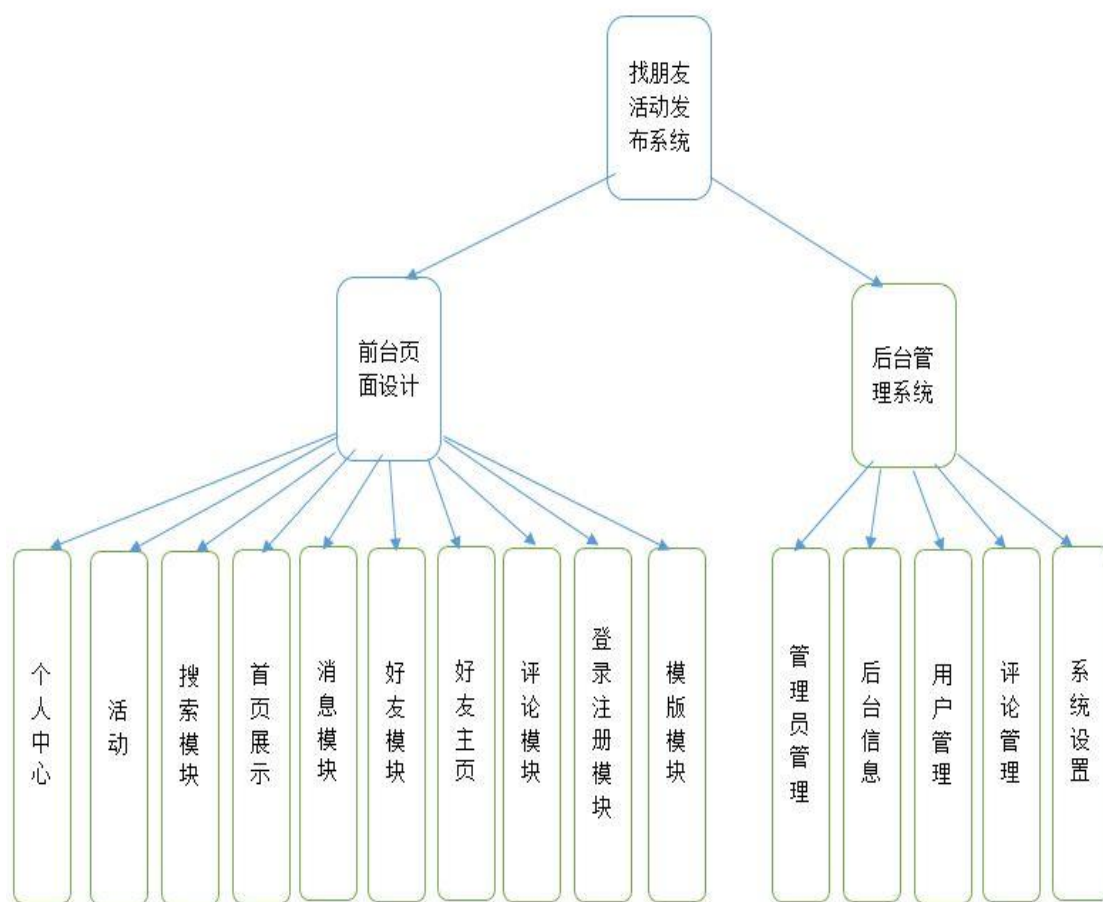 找朋友
活动发
布系统
前台页
面设计
后台管
理系统
个人中心
活动
搜索模块
首页展示
消息模块
好友模块
好友主页
评论模块
登录注册模块
模版模块
管理员管理
后台信息
用户管理
评论管理
系统设置